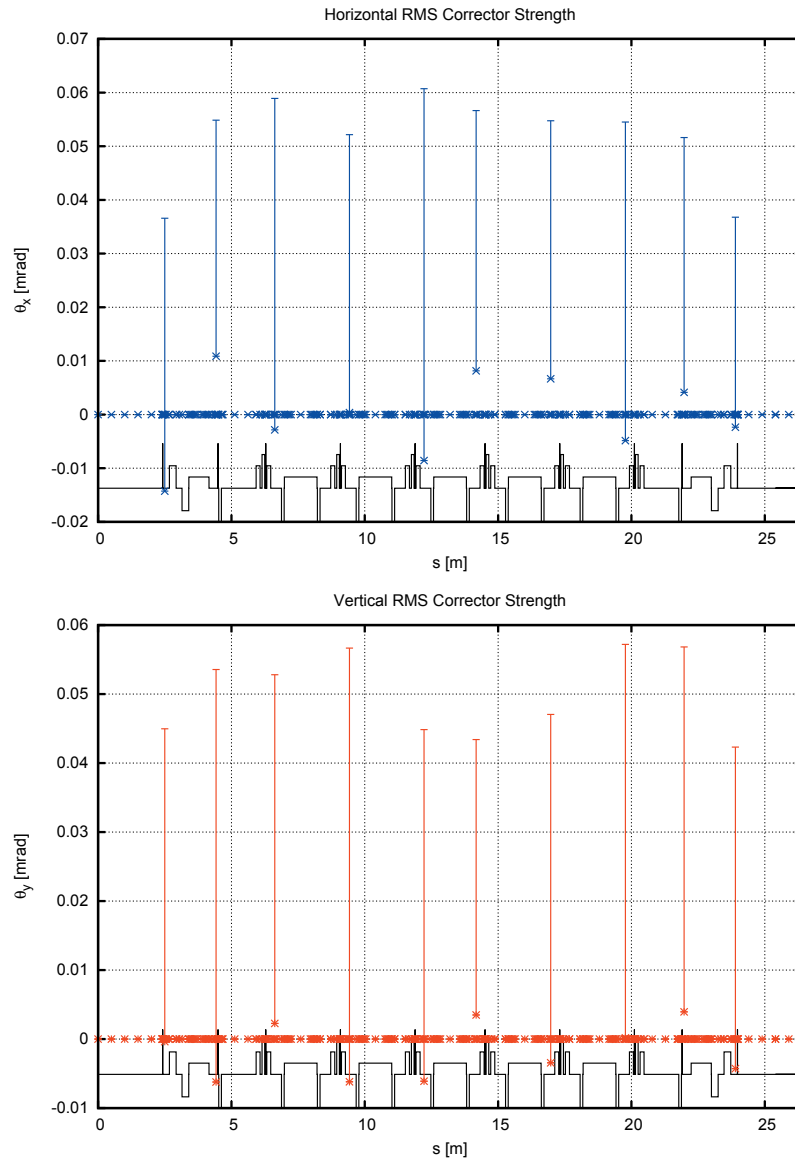 Horizontal RMS Corrector Strength
0.07
0.06
0.05
0.04
0.03
0.02
0.01
0
-0.01
-0.02
θx [mrad]
0 5 10 15 20 25
s [m]
Vertical RMS Corrector Strength
0.06
0.05
0.04
0.03
0.02
0.01
0
-0.01
θy [mrad]
0 5 10 15 20 25
s [m]